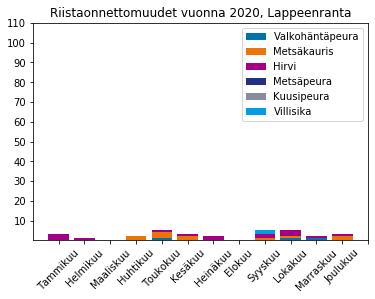 Riistaonnettomuudet vuonna 2020, Lappeenranta
110
100
90
80
70
60
50
40
30
20
10
Valkohäntäpeura
Metsäkauris
Hirvi
Metsäpeura
Kuusipeura
Villisika
Tammikuu
Helmikuu
Maaliskuu
Huhtikuu
Toukokuu
Kesäkuu
Heinäkuu
Elokuu
Syyskuu
Lokakuu
Marraskuu
Joulukuu